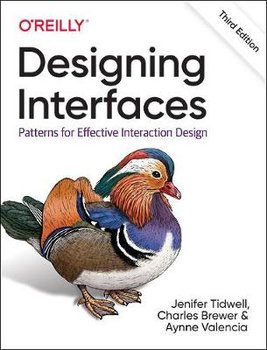 O'REILLY®
Third Edition
Designing
Interfaces
Patterns for Effective Interaction Design
Jenifer Tidwell,
Charles Brewer &
Aynne Valencia